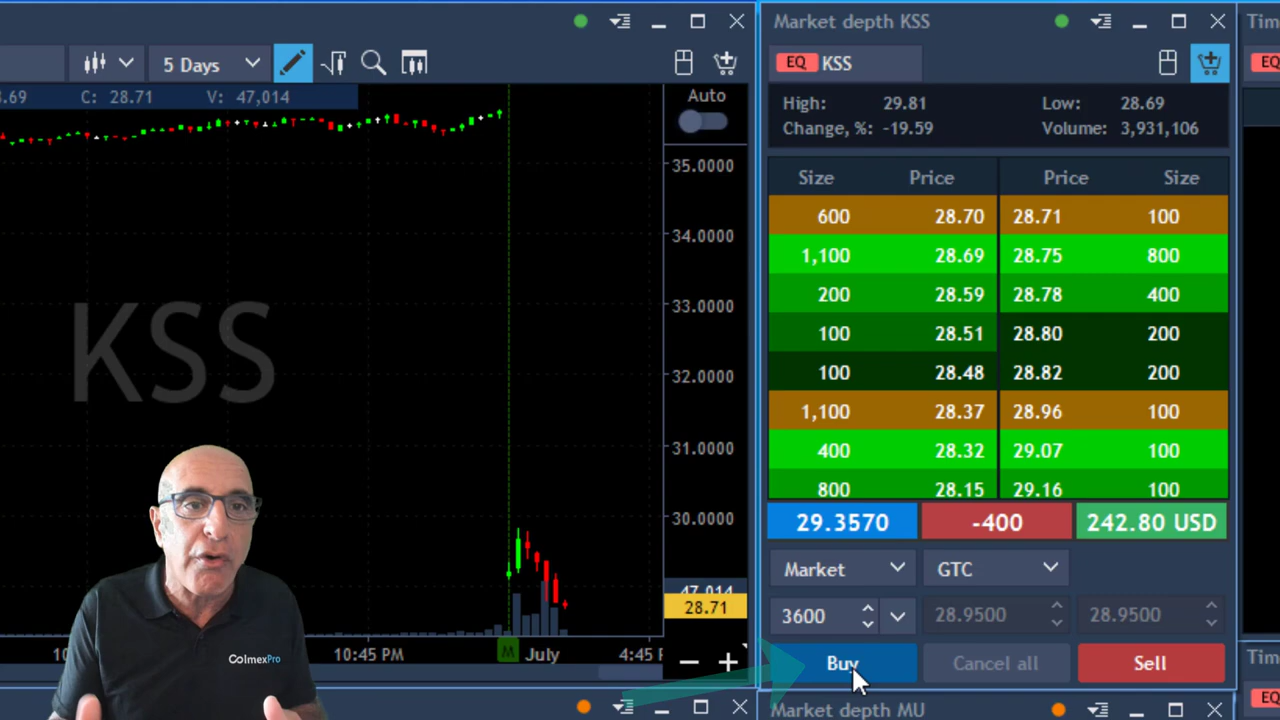 Market depth KSS
Tim
5 Days
EQ KSS
EQ
.69 C: 28.71 V: 47,014
Auto
High: 29.81 Low: 28.69
Change, %: -19.59 Volume: 3,931,106
35.0000
34.0000
33.0000
32.0000
31.0000
30.0000
47,014
28.71
KSS
Size Price Price Size
600 28.70 28.71 100
1,100 28.69 28.75 800
200 28.59 28.78 400
100 28.51 28.80 200
100 28.48 28.82 200
1,100 28.37 28.96 100
400 28.32 29.07 100
800 28.15 29.16 100
29.3570 -400 242.80 USD
Market GTC
3600 28.9500 28.9500
Buy Cancel all Sell
10:45 PM M July 4:45
ColmexPro
Market depth MU
Tim
EQ